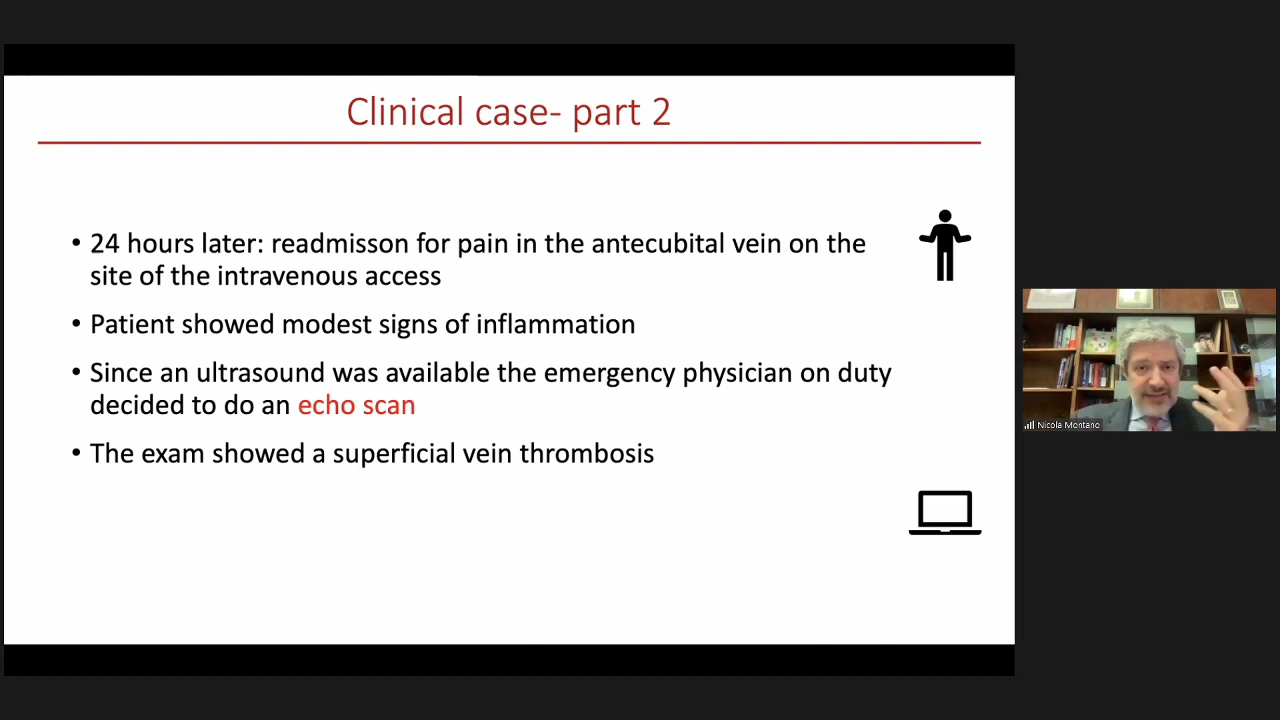 Clinical case- part 2
• 24 hours later: readmisson for pain in the antecubital vein on the
site of the intravenous access
• Patient showed modest signs of inflammation
• Since an ultrasound was available the emergency physician on duty
decided to do an echo scan
• The exam showed a superficial vein thrombosis
Nicola Montano